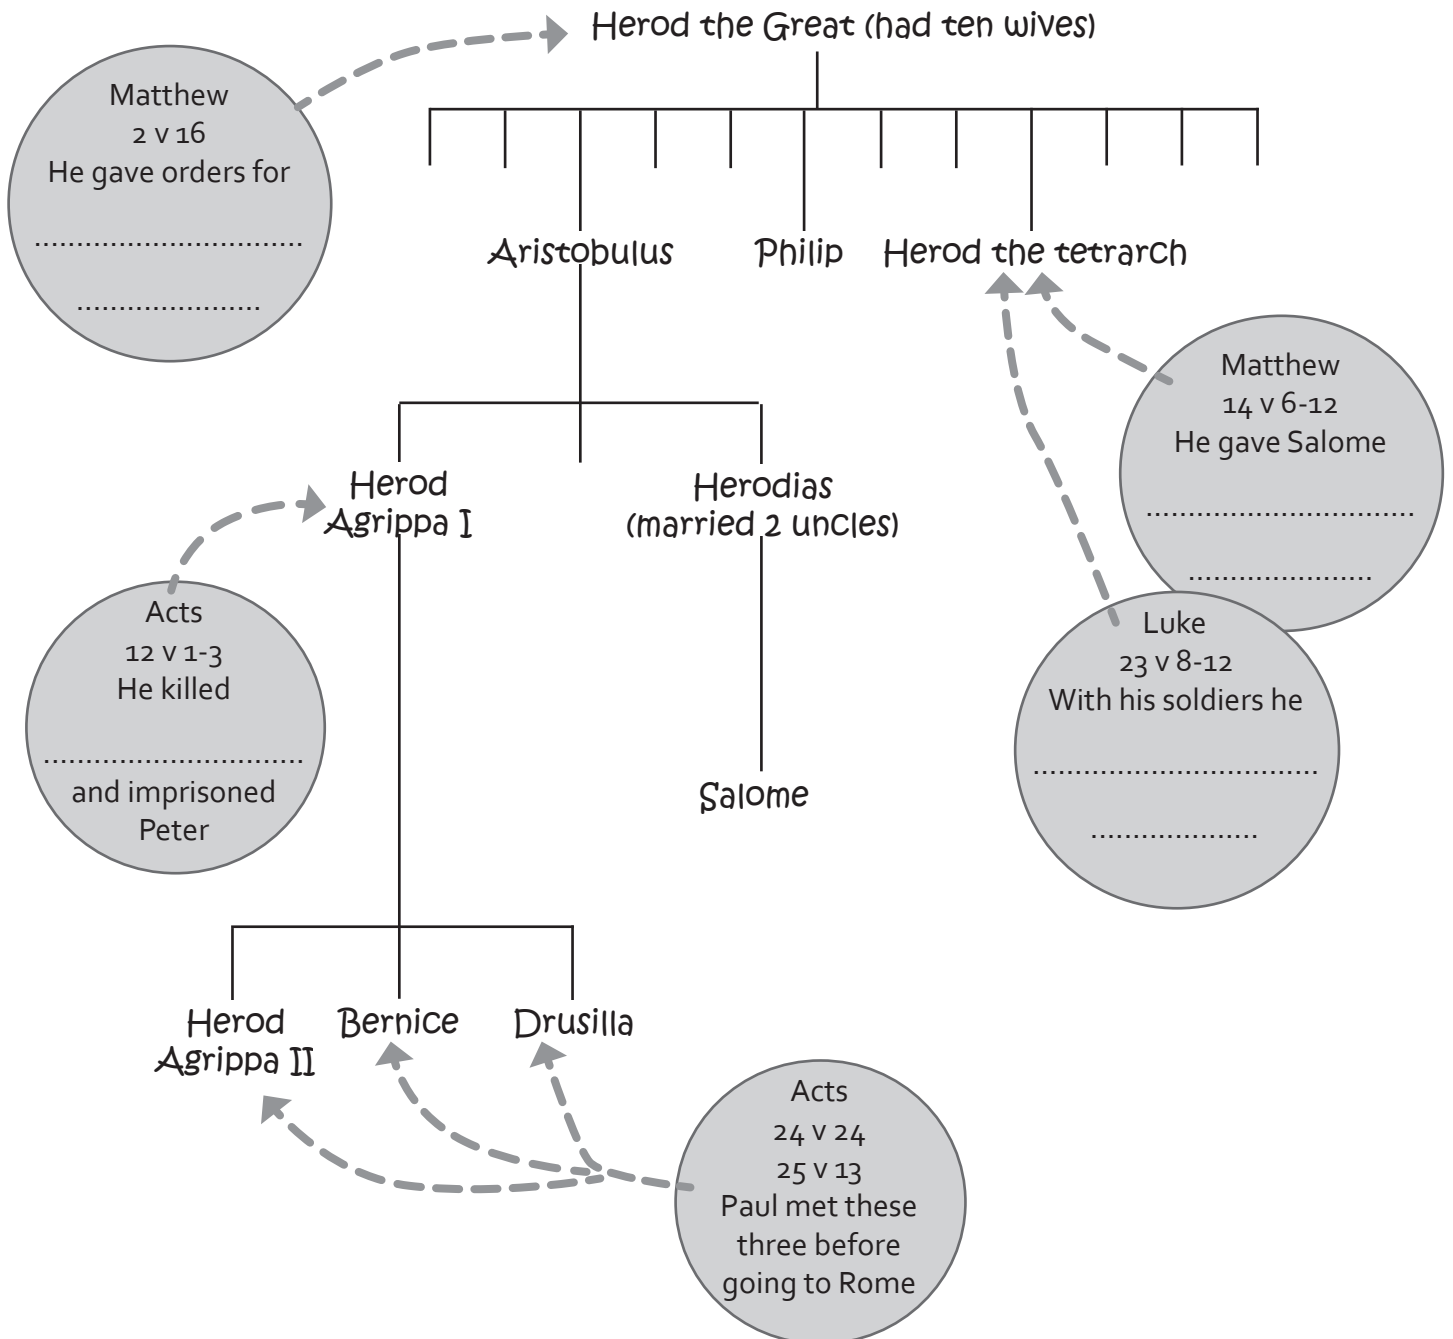 Herod the Great (had ten wives)
Matthew
2 v 16
He gave orders for
................................
......................
Aristobulus
Philip
Herod the tetrarch
Matthew
14 v 6-12
He gave Salome
................................
......................
Herod
Agrippa I
Herodias
(married 2 uncles)
Acts
12 v 1-3
He killed
...............................
and imprisoned
Peter
Luke
23 v 8-12
With his soldiers he
..................................
....................
Salome
Herod
Agrippa II
Bernice
Drusilla
Acts
24 v 24
25 v 13
Paul met these
three before
going to Rome